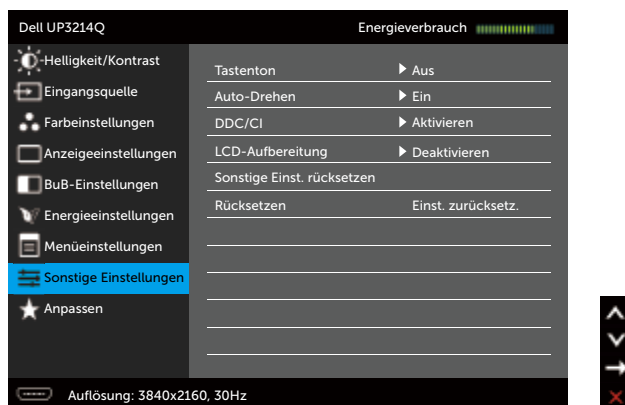 Dell UP3214Q Energieverbrauch
Helligkeit/Kontrast
Eingangsquelle
Farbeinstellungen
Anzeigeeinstellungen
BuB-Einstellungen
Energieeinstellungen
Menüeinstellungen
Sonstige Einstellungen
Anpassen
Tastenton Aus
Auto-Drehen Ein
DDC/CI Aktivieren
LCD-Aufbereitung Deaktivieren
Sonstige Einst. rücksetzen
Rücksetzen Einst. zurücksetz.
Auflösung: 3840x2160, 30Hz